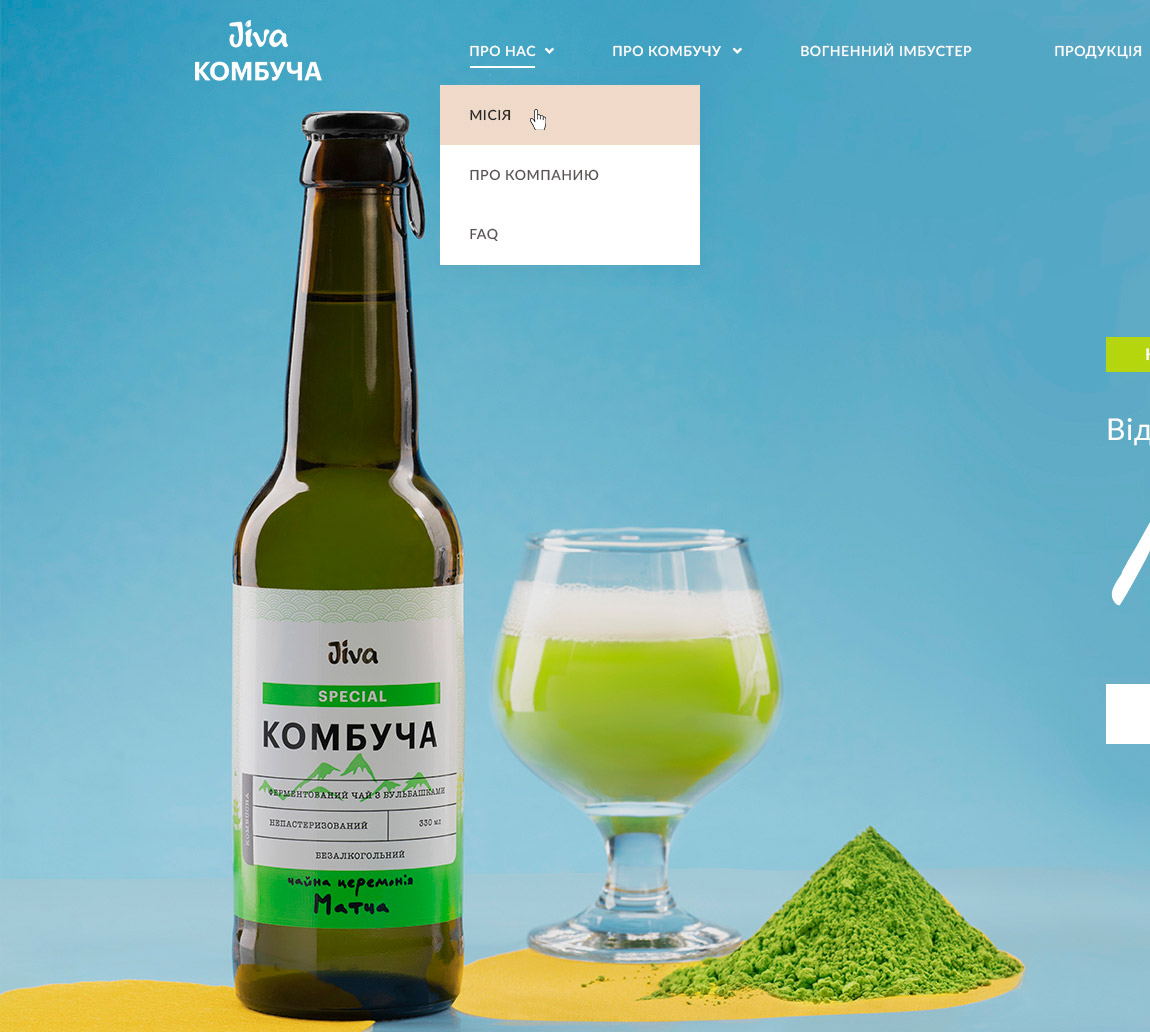 Jiva
КОМБУЧА
ПРО НАС
ПРО КОМБУЧУ
ВОГНЕННИЙ ІМБУСТЕР
ПРОДУКЦІЯ
МІСІЯ
ПРО КОМПАНИЮ
FAQ
Від
Jiva
SPECIAL
КОМБУЧА
ФЕРМЕНТОВАНИЙ ЧАЙ З БУЛЬБАШКАМИ
KOMBUCHA
НЕПАСТЕРИЗОВАНИЙ
330 мл
БЕЗАЛКОГОЛЬНИЙ
чайна церемонія
Матча